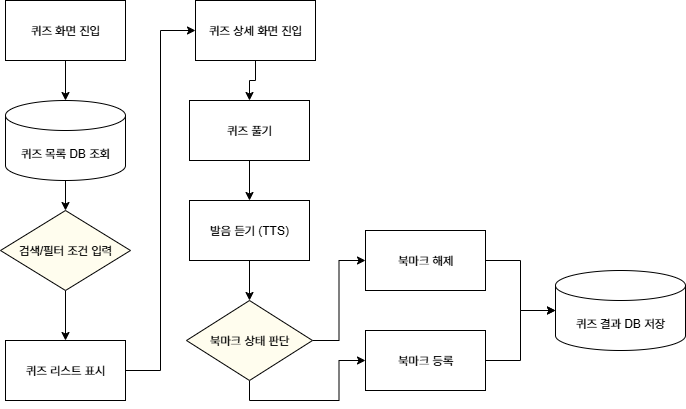 퀴즈 화면 진입
퀴즈 목록 DB 조회
검색/필터 조건 입력
퀴즈 리스트 표시
퀴즈 상세 화면 진입
퀴즈 풀기
발음 듣기 (TTS)
북마크 상태 판단
북마크 해제
북마크 등록
퀴즈 결과 DB 저장